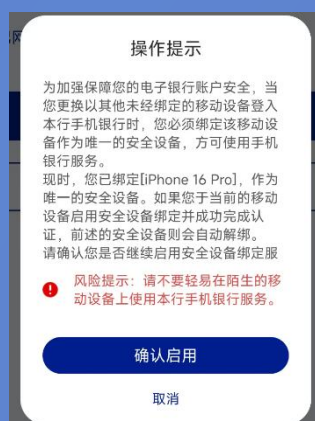 操作提示
为加强保障您的电子银行账户安全，当
您更换以其他未经绑定的移动设备登入
本行手机银行时，您必须绑定该移动设
备作为唯一的安全设备，方可使用手机
银行服务。
现时，您已绑定[iPhone 16 Pro]，作为
唯一的安全设备。如果您于当前的移动
设备启用安全设备绑定并成功完成认
证，前述的安全设备则会自动解绑。
请确认您是否继续启用安全设备绑定服
风险提示：请不要轻易在陌生的移
动设备上使用本行手机银行服务。
确认启用
取消